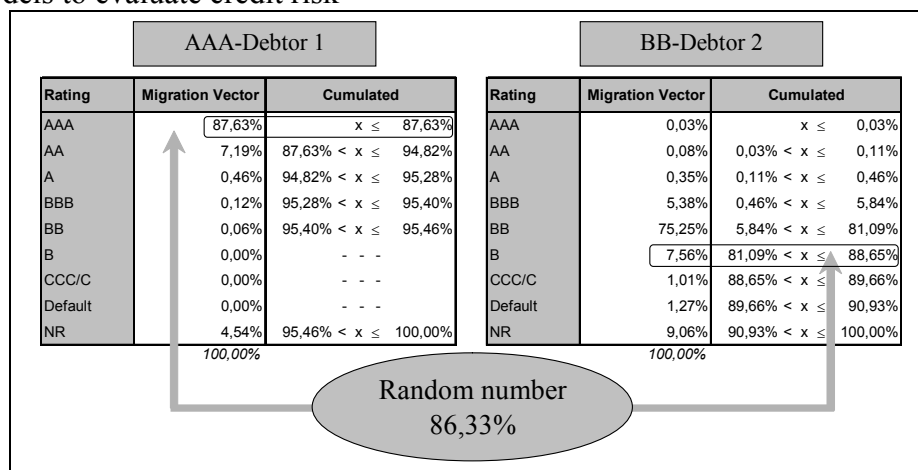 dels to evaluate credit risk
AAA-Debtor 1
BB-Debtor 2
Rating Migration Vector Cumulated
AAA 87,63% x ≤ 87,63%
AA 7,19% 87,63% < x ≤ 94,82%
A 0,46% 94,82% < x ≤ 95,28%
BBB 0,12% 95,28% < x ≤ 95,40%
BB 0,06% 95,40% < x ≤ 95,46%
B 0,00% - - -
CCC/C 0,00% - - -
Default 0,00% - - -
NR 4,54% 95,46% < x ≤ 100,00%
100,00%
Rating Migration Vector Cumulated
AAA 0,03% x ≤ 0,03%
AA 0,08% 0,03% < x ≤ 0,11%
A 0,35% 0,11% < x ≤ 0,46%
BBB 5,38% 0,46% < x ≤ 5,84%
BB 75,25% 5,84% < x ≤ 81,09%
B 7,56% 81,09% < x ≤ 88,65%
CCC/C 1,01% 88,65% < x ≤ 89,66%
Default 1,27% 89,66% < x ≤ 90,93%
NR 9,06% 90,93% < x ≤ 100,00%
100,00%
Random number
86,33%